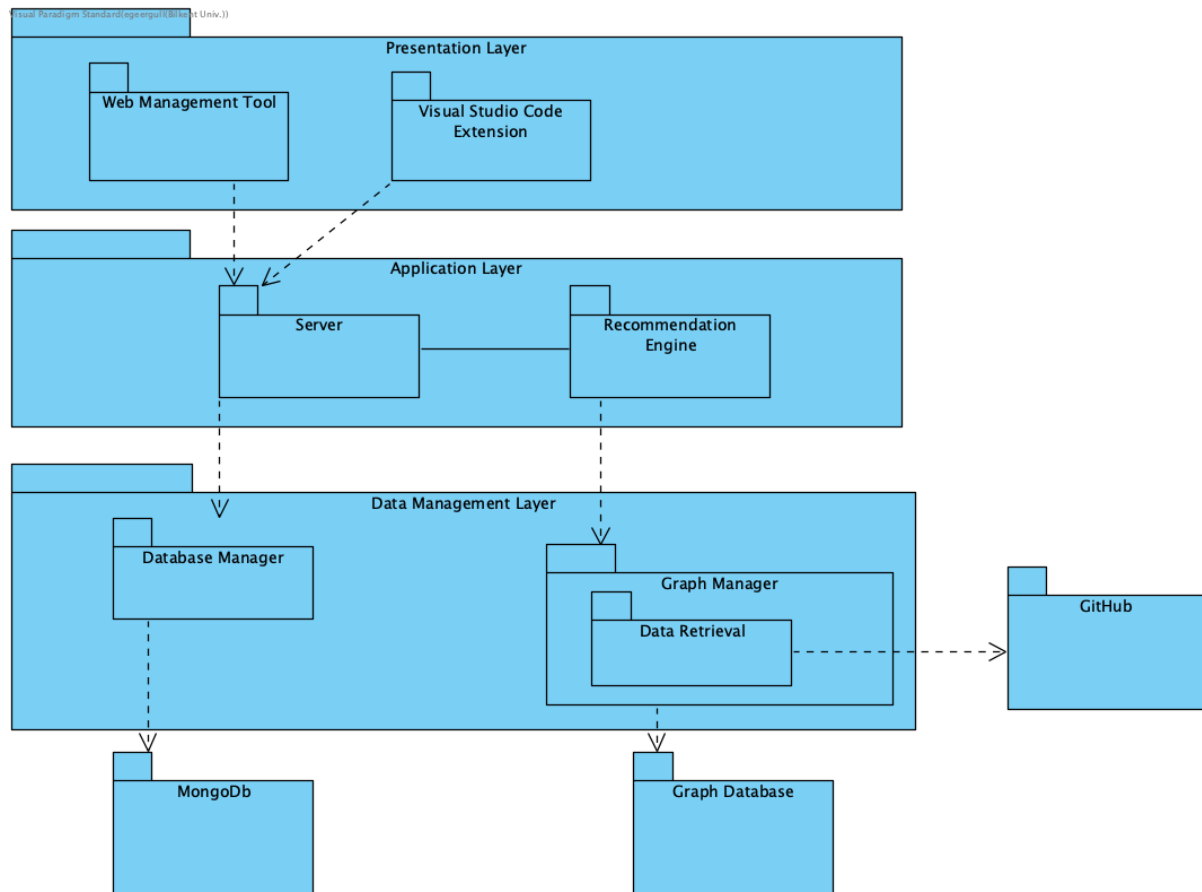 Visual Paradigm Standard(egeergull(Bilkent Univ.))
Presentation Layer
Web Management Tool
Visual Studio Code
Extension
Application Layer
Server
Recommendation
Engine
Data Management Layer
Database Manager
Graph Manager
Data Retrieval
GitHub
MongoDb
Graph Database